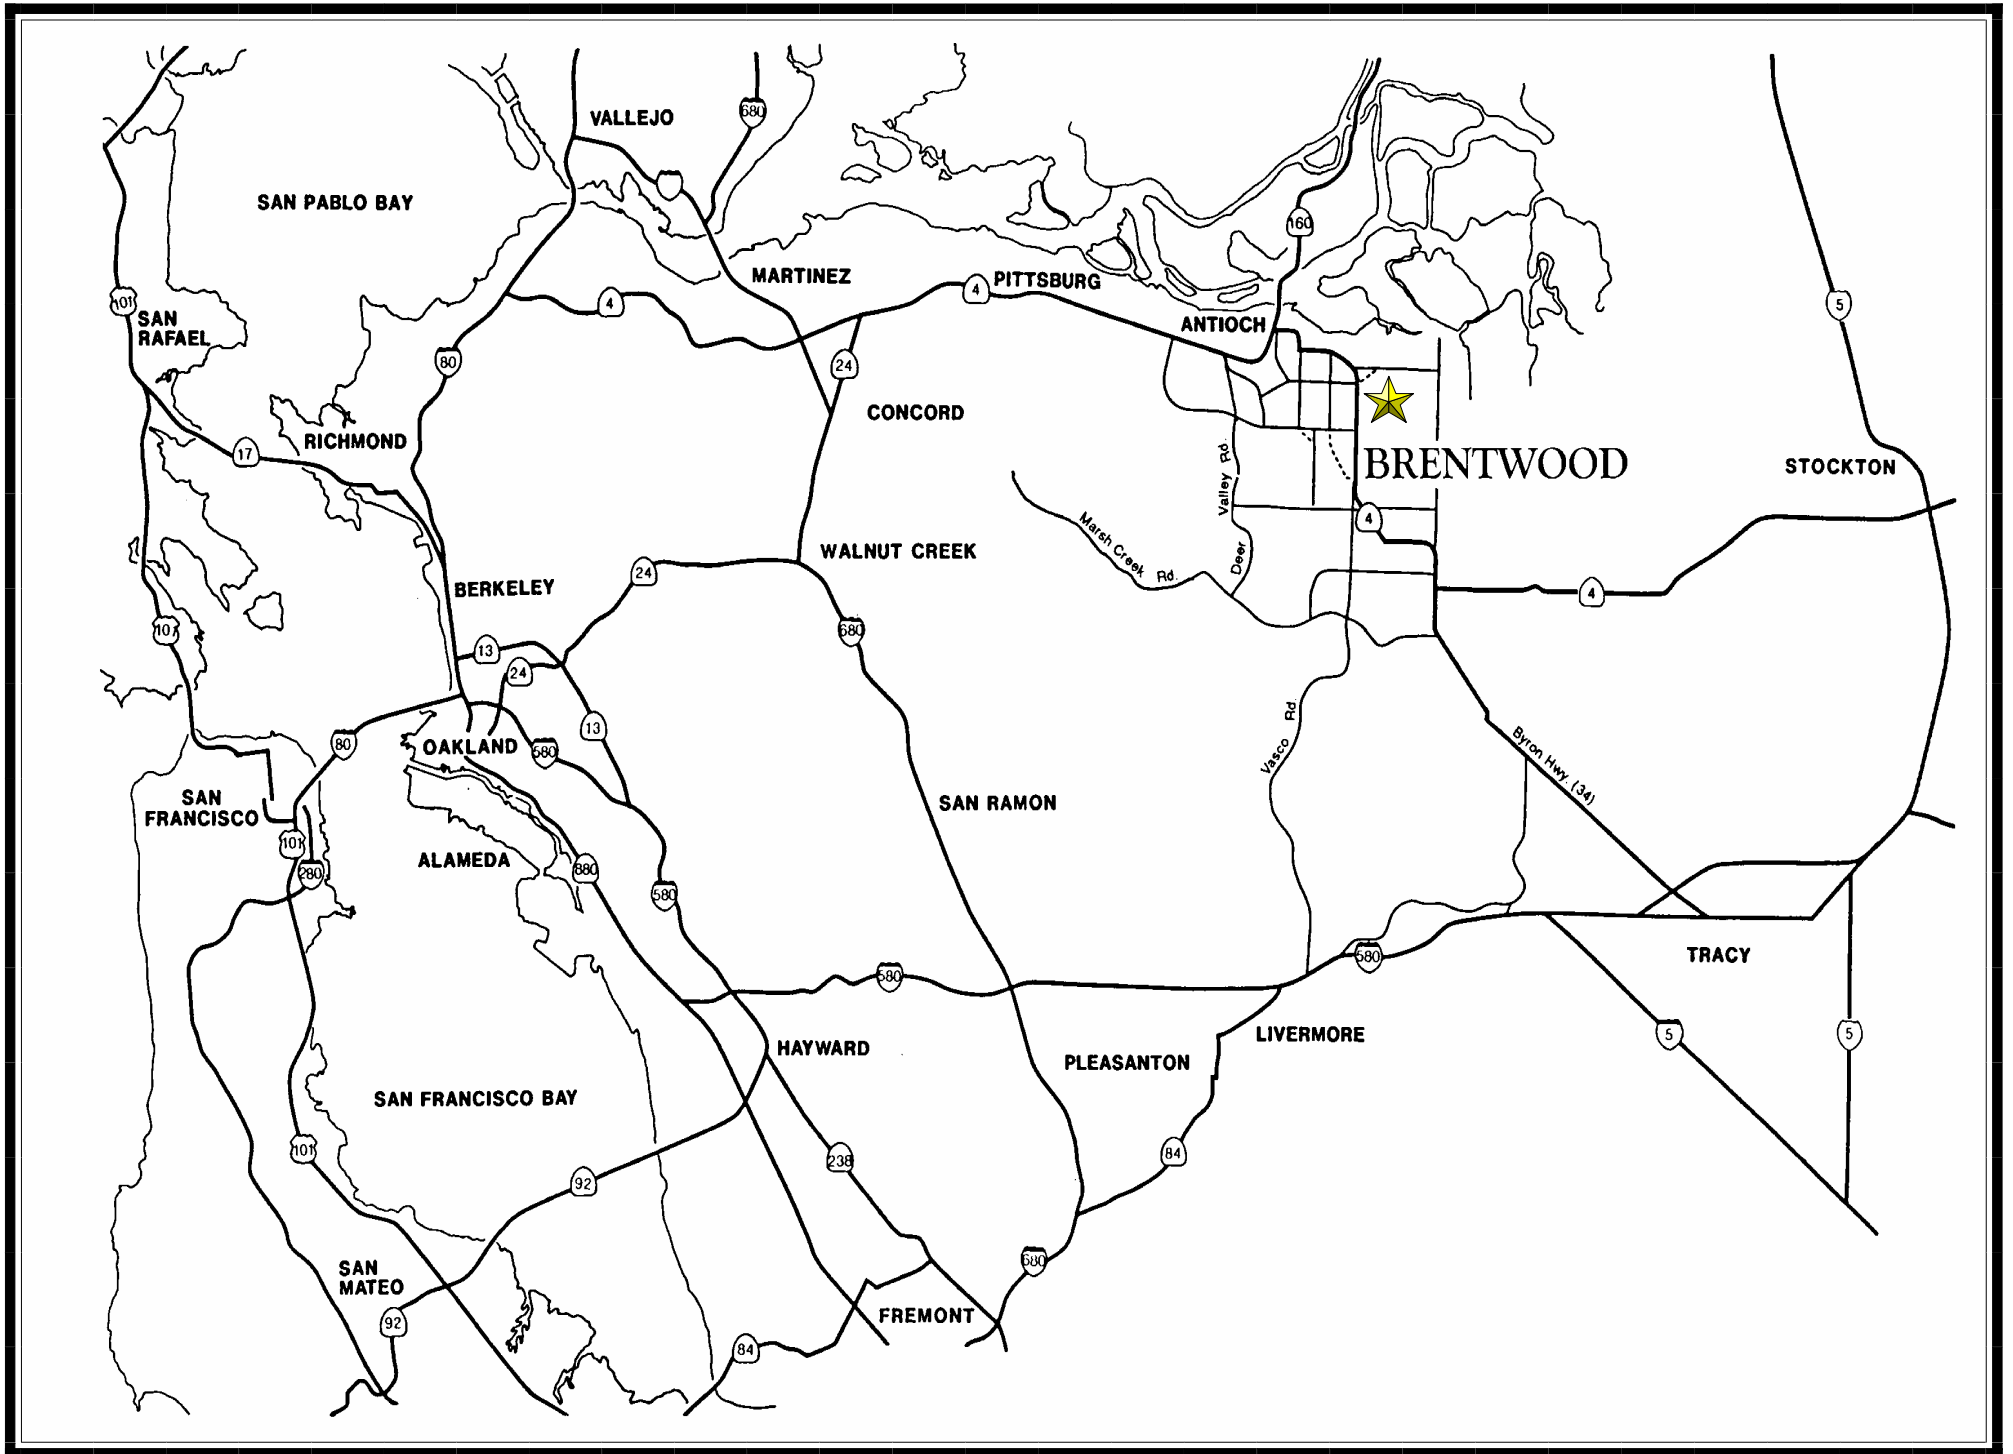 VALLEJO
680
SAN PABLO BAY
160
MARTINEZ
PITTSBURG
4
4
101
5
SAN
RAFAEL
ANTIOCH
80
24
CONCORD
RICHMOND
17
BRENTWOOD
STOCKTON
Valley Rd.
Deer
4
Marsh Creek Rd.
WALNUT CREEK
24
BERKELEY
4
101
680
13
24
13
Vasco Rd
80
OAKLAND
580
Byron Hwy. (34)
SAN
FRANCISCO
SAN RAMON
101
280
ALAMEDA
880
580
580
580
TRACY
HAYWARD
LIVERMORE
5
5
PLEASANTON
SAN FRANCISCO BAY
101
238
84
92
680
SAN
MATEO
92
FREMONT
84